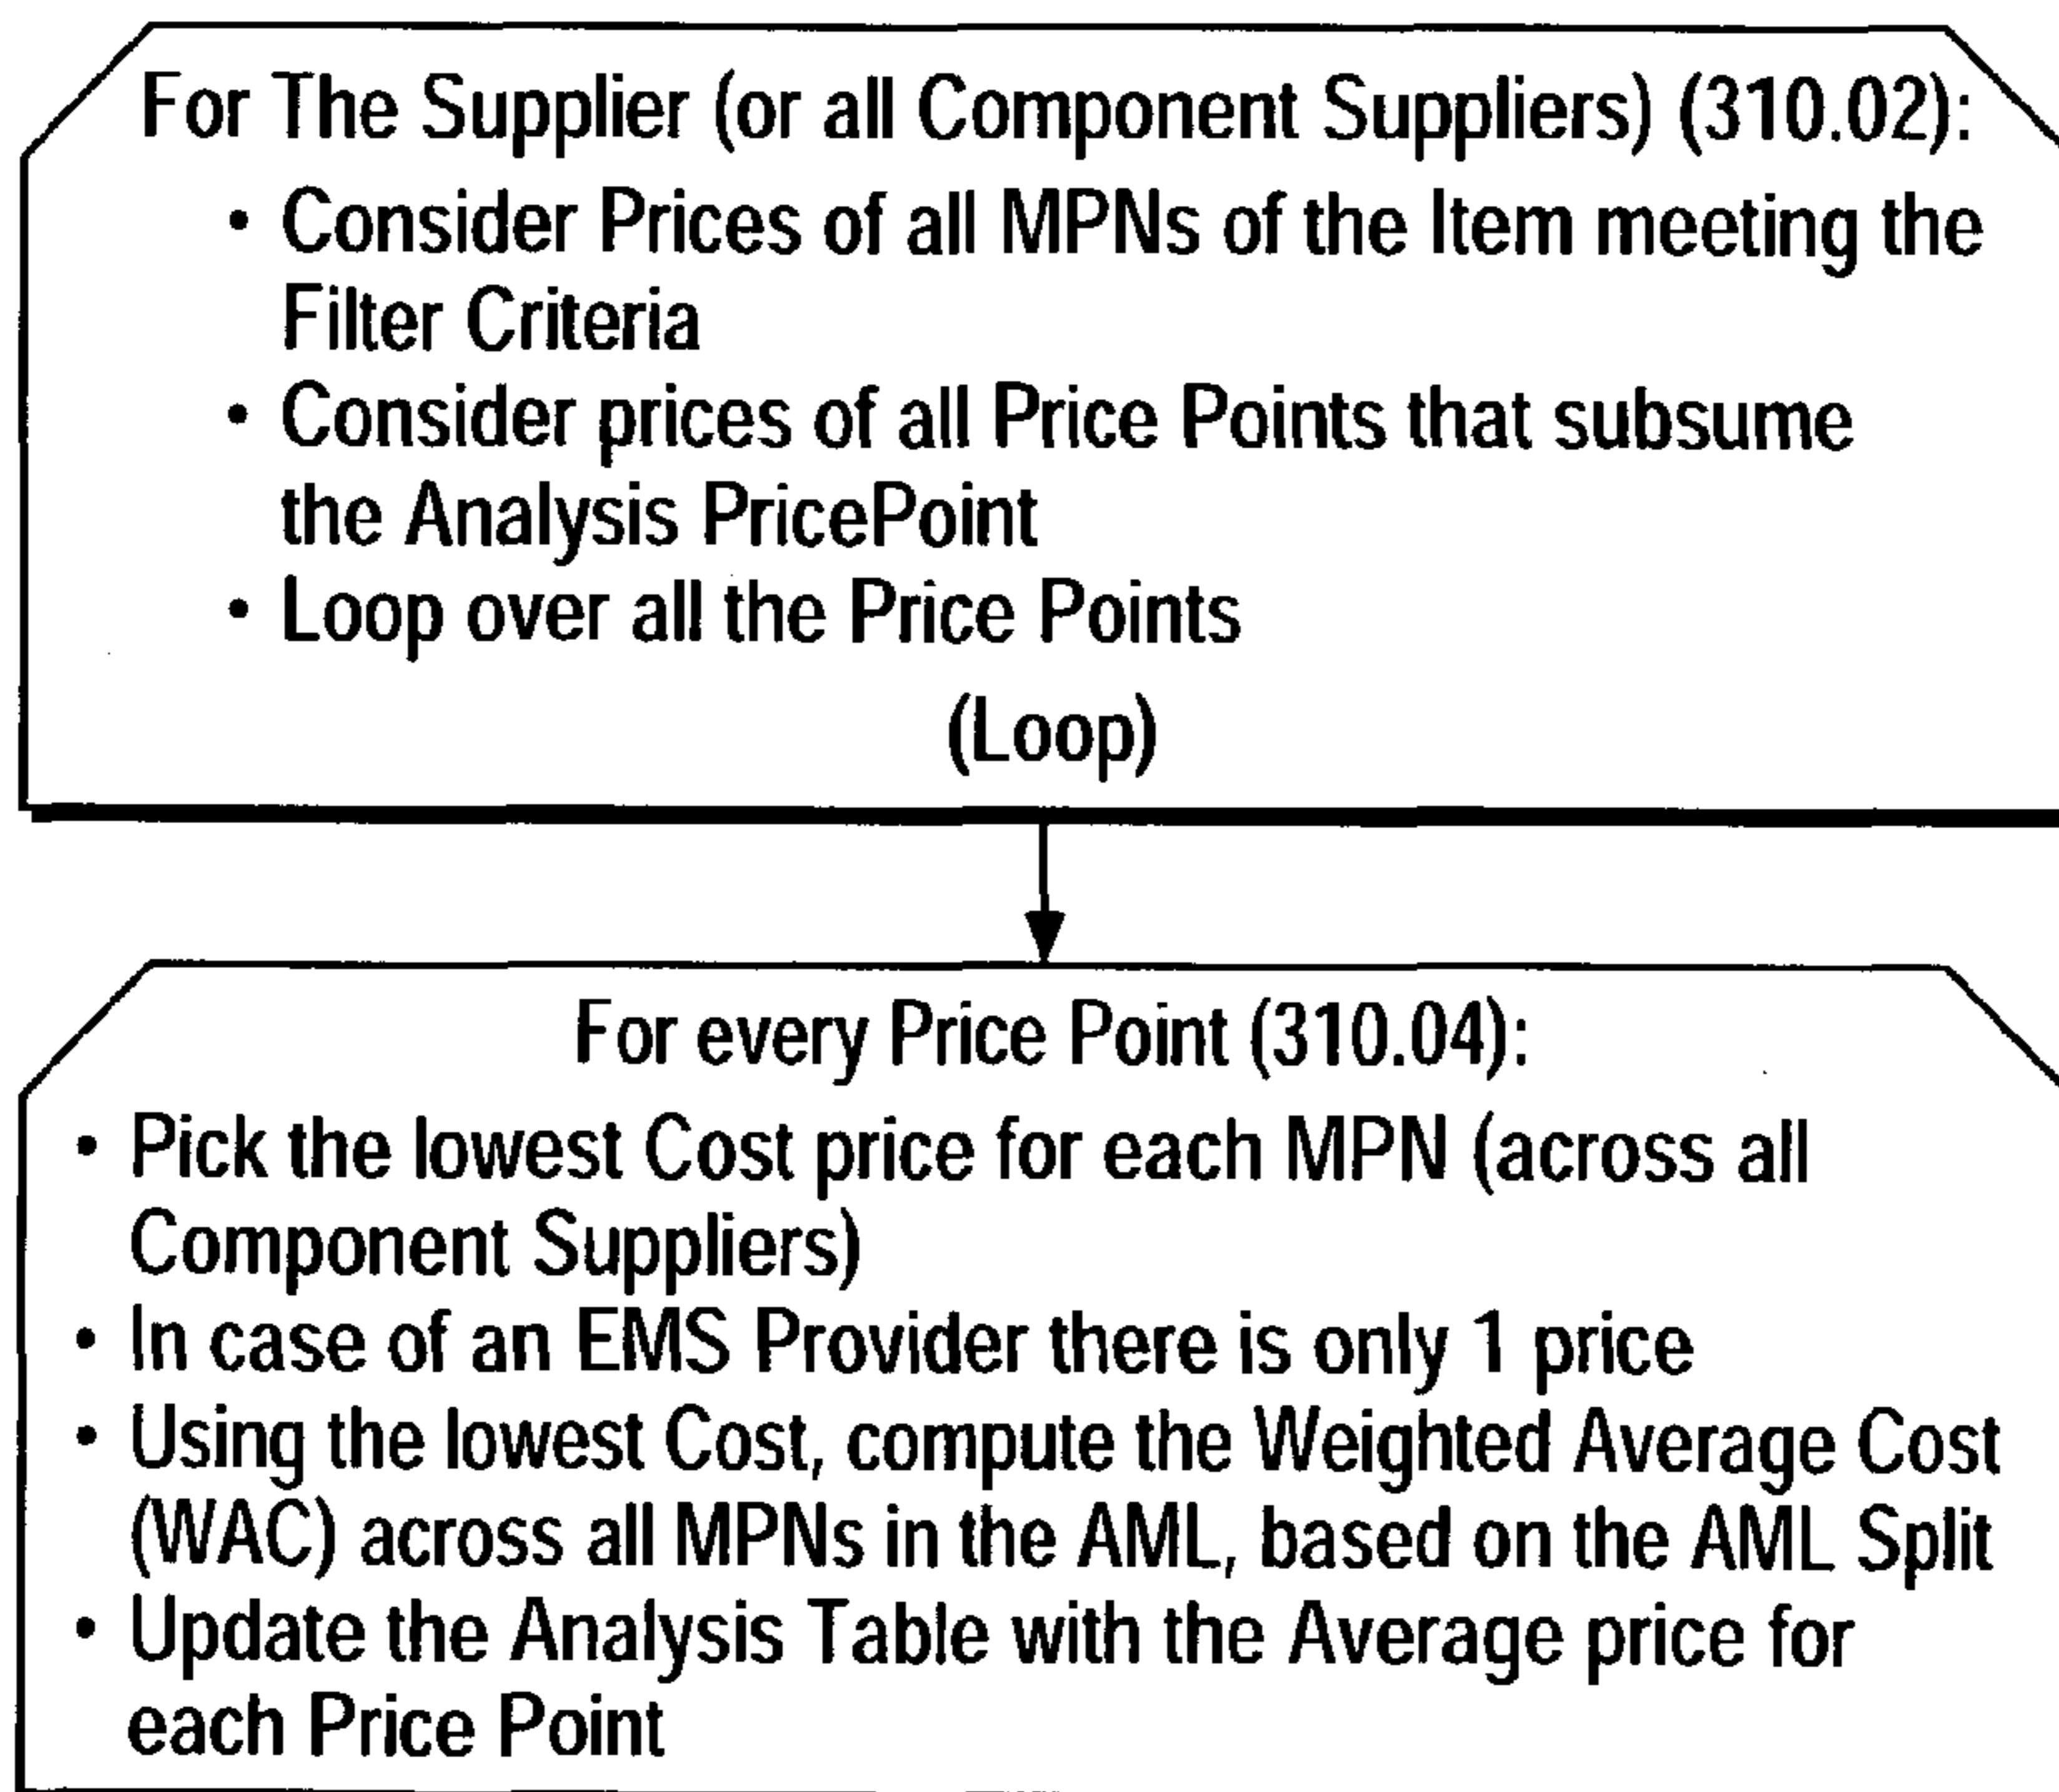 For The Supplier (or all Component Suppliers) (310.02):
• Consider Prices of all MPNs of the Item meeting the
Filter Criteria
• Consider prices of all Price Points that subsume
the Analysis PricePoint
• Loop over all the Price Points
(Loop)
For every Price Point (310.04):
• Pick the lowest Cost price for each MPN (across all
Component Suppliers)
• In case of an EMS Provider there is only 1 price
• Using the lowest Cost, compute the Weighted Average Cost
(WAC) across all MPNs in the AML, based on the AML Split
• Update the Analysis Table with the Average price for
each Price Point